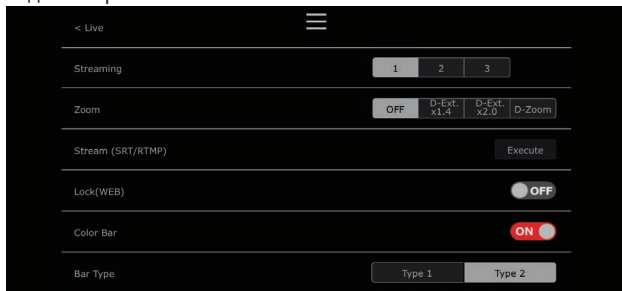 < Live
Streaming 1 2 3
Zoom OFF D-Ext. x1.4 D-Ext. x2.0 D-Zoom
Stream (SRT/RTMP) Execute
Lock(WEB) OFF
Color Bar ON
Bar Type Type 1 Type 2